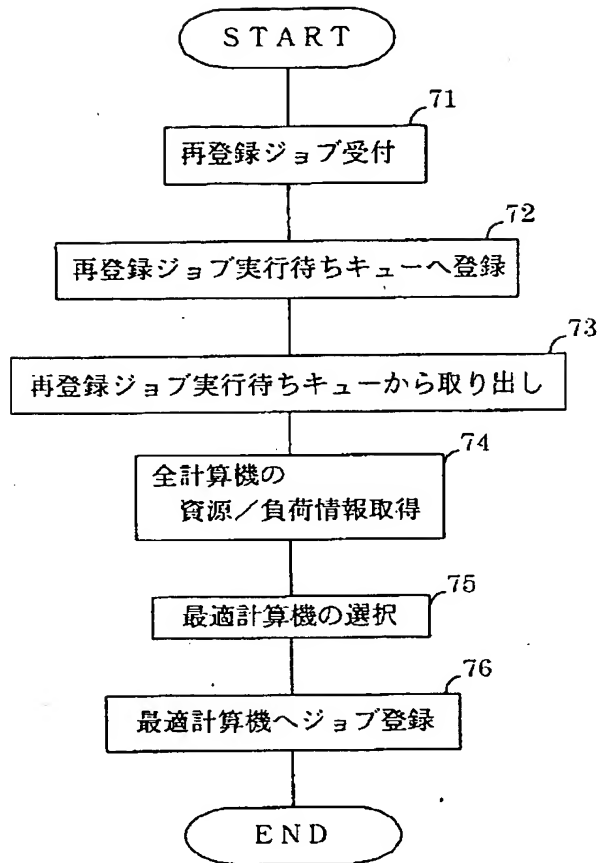 START
71
再登録ジョブ受付
72
再登録ジョブ実行待ちキューへ登録
73
再登録ジョブ実行待ちキューから取り出し
74
全計算機の
資源／負荷情報取得
75
最適計算機の選択
76
最適計算機へジョブ登録
END